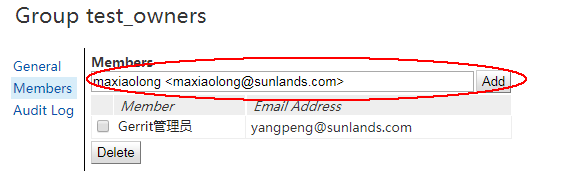 Group test_owners
General
Members
Audit Log
Members
maxiaolong <maxiaolong@sunlands.com> Add
Member Email Address
Gerrit管理员 yangpeng@sunlands.com
Delete